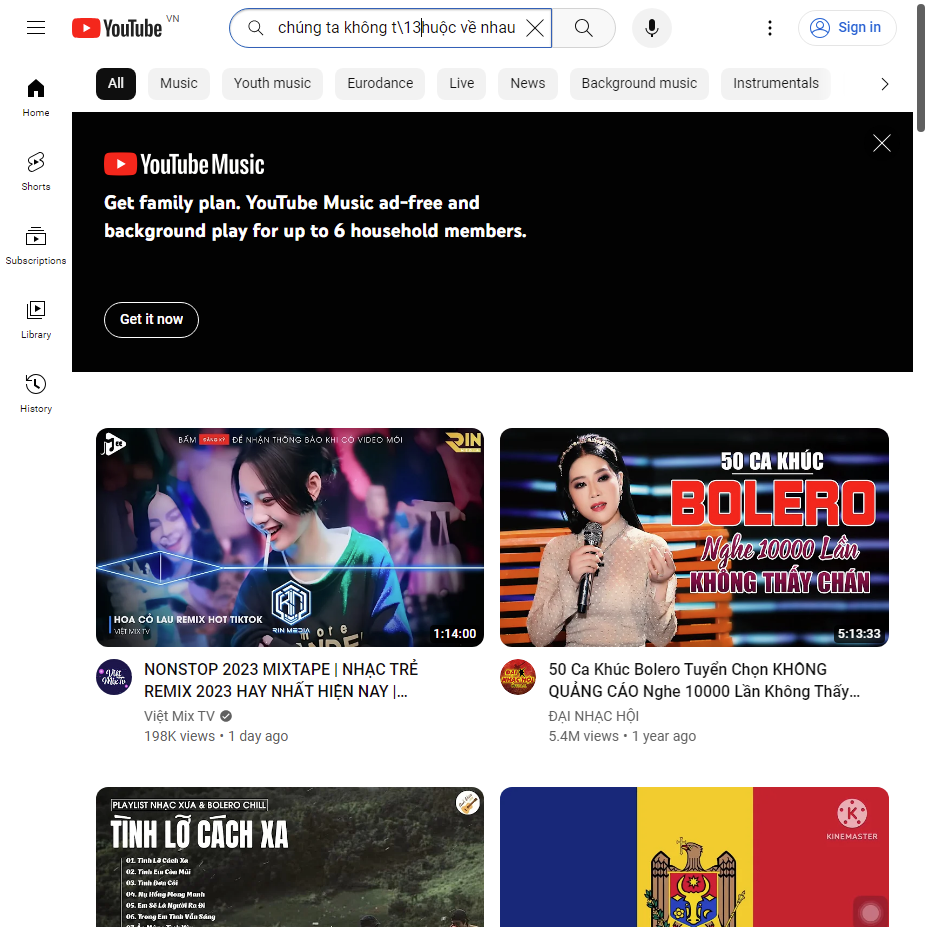 YouTube VN
chúng ta không t\13huộc về nhau
Sign in
All Music Youth music Eurodance Live News Background music Instrumentals
Home
Shorts
Subscriptions
Library
History
YouTube Music
Get family plan. YouTube Music ad-free and
background play for up to 6 household members.
Get it now
BẤM ĐĂNG KÝ ĐỂ NHẬN THÔNG BÁO KHI CÓ VIDEO MỚI
RIN
HOA CỎ LAU REMIX HOT TIKTOK
VIỆT MIX TV
RIN MEDIA
more
1:14:00
50 CA KHÚC
BOLERO
Nghe 10000 Lần
KHÔNG THẤY CHÁN
5:13:33
Việt Mix TV
NONSTOP 2023 MIXTAPE | NHẠC TRẺ
REMIX 2023 HAY NHẤT HIỆN NAY |...
Việt Mix TV
198K views • 1 day ago
ĐẠI NHẠC HỘI
50 Ca Khúc Bolero Tuyển Chọn KHÔNG
QUẢNG CÁO Nghe 10000 Lần Không Thấy...
ĐẠI NHẠC HỘI
5.4M views • 1 year ago
PLAYLIST NHẠC XƯA & BOLERO CHILL
TÌNH LỠ CÁCH XA
01. Tình Lỡ Cách Xa
02. Tình Em Còn Mãi
03. Tình Đơn Côi
04. Nụ Hồng Mong Manh
05. Em Sẽ Là Người Ra Đi
06. Trong Em Tình Vẫn Sáng
K
KINEMASTER